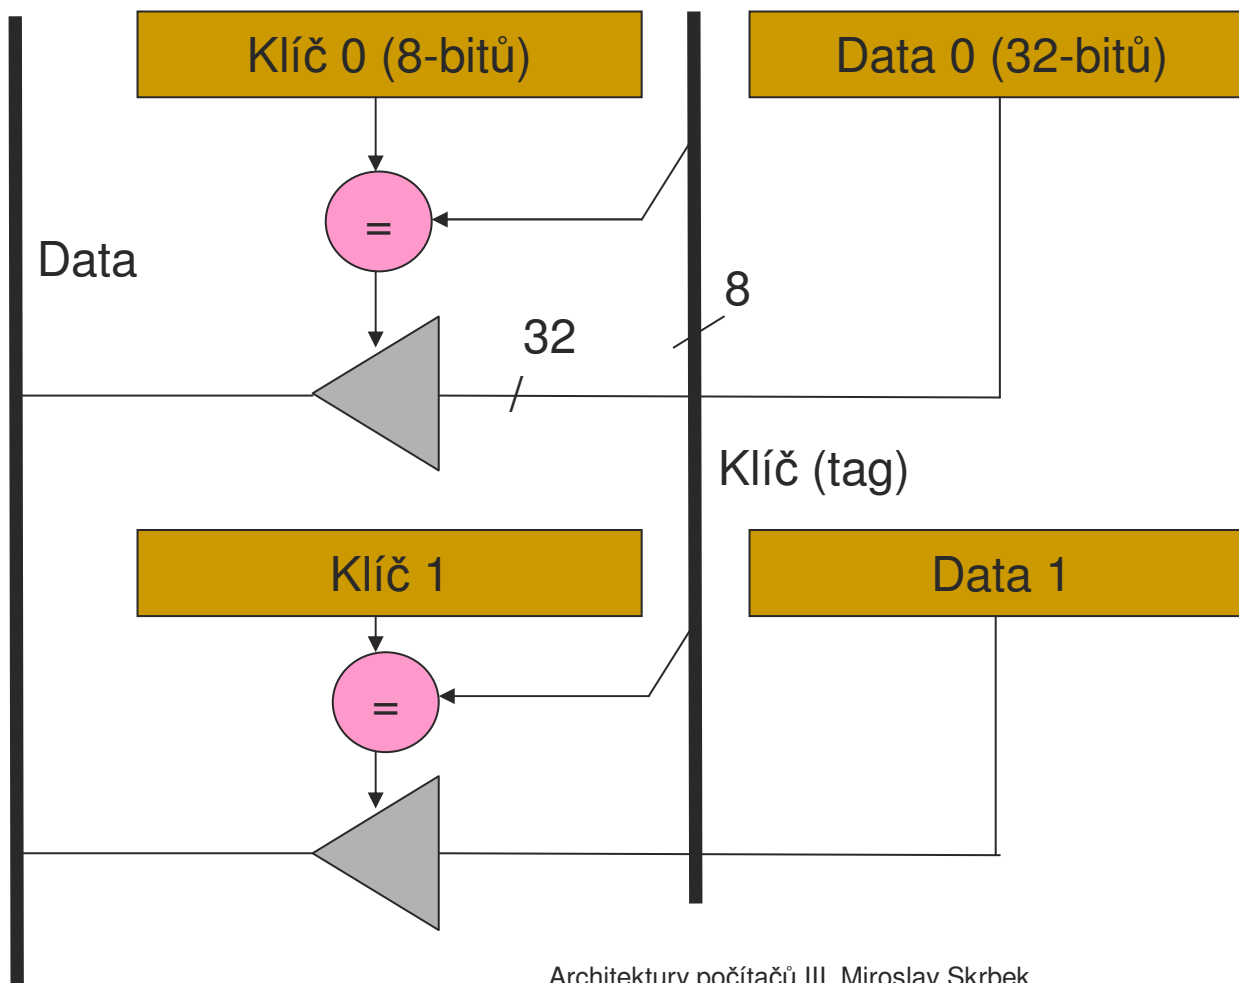 Klíč 0 (8-bitů)
Data 0 (32-bitů)
=
Data
8
32
Klíč (tag)
Klíč 1
Data 1
=
Architektury počítačů III, Miroslav Skrbek